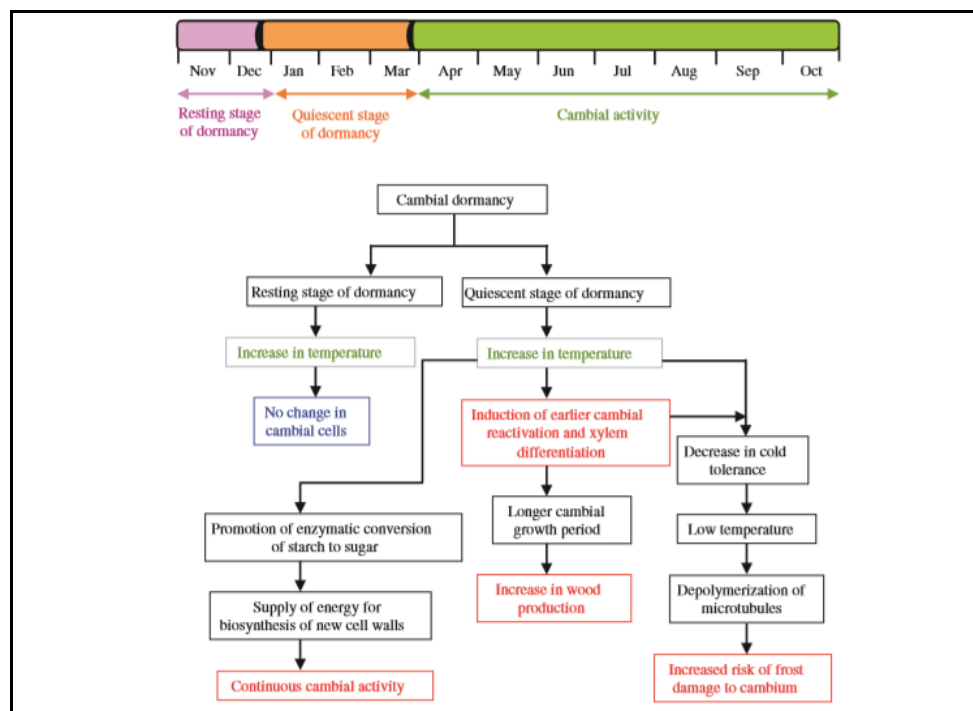 Nov Dec Jan Feb Mar Apr May Jun Jul Aug Sep Oct
Resting stage
of dormancy
Quiescent stage
of dormancy
Cambial activity
Cambial dormancy
Resting stage of dormancy
Quiescent stage of dormancy
Increase in temperature
Increase in temperature
No change in
cambial cells
Induction of earlier cambial
reactivation and xylem
differentiation
Decrease in cold
tolerance
Promotion of enzymatic conversion
of starch to sugar
Longer cambial
growth period
Low temperature
Supply of energy for
biosynthesis of new cell walls
Increase in wood
production
Depolymerization of
microtubules
Continuous cambial activity
Increased risk of frost
damage to cambium